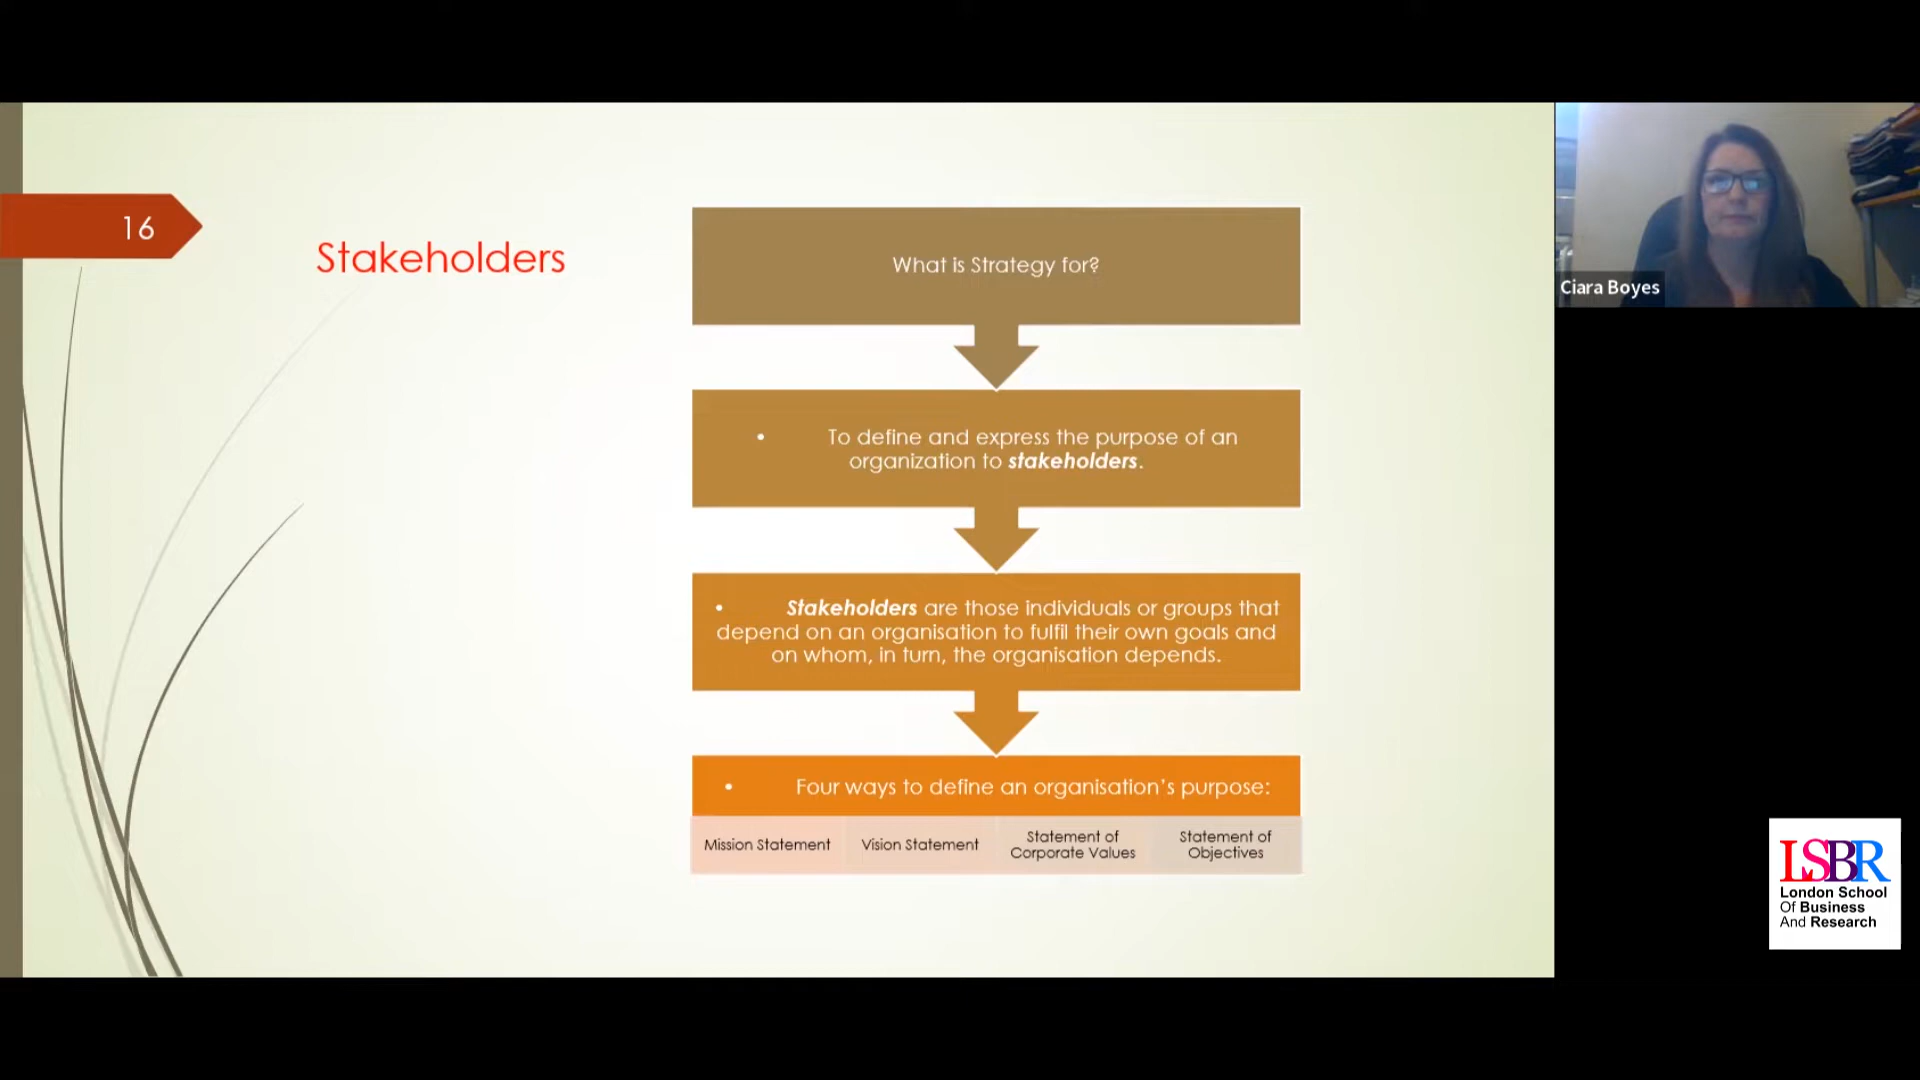 16
Stakeholders
What is Strategy for?
• To define and express the purpose of an
organization to stakeholders.
• Stakeholders are those individuals or groups that
depend on an organisation to fulfil their own goals and
on whom, in turn, the organisation depends.
• Four ways to define an organisation’s purpose:
Mission Statement
Vision Statement
Statement of
Corporate Values
Statement of
Objectives
Ciara Boyes
LSBR
London School
Of Business
And Research